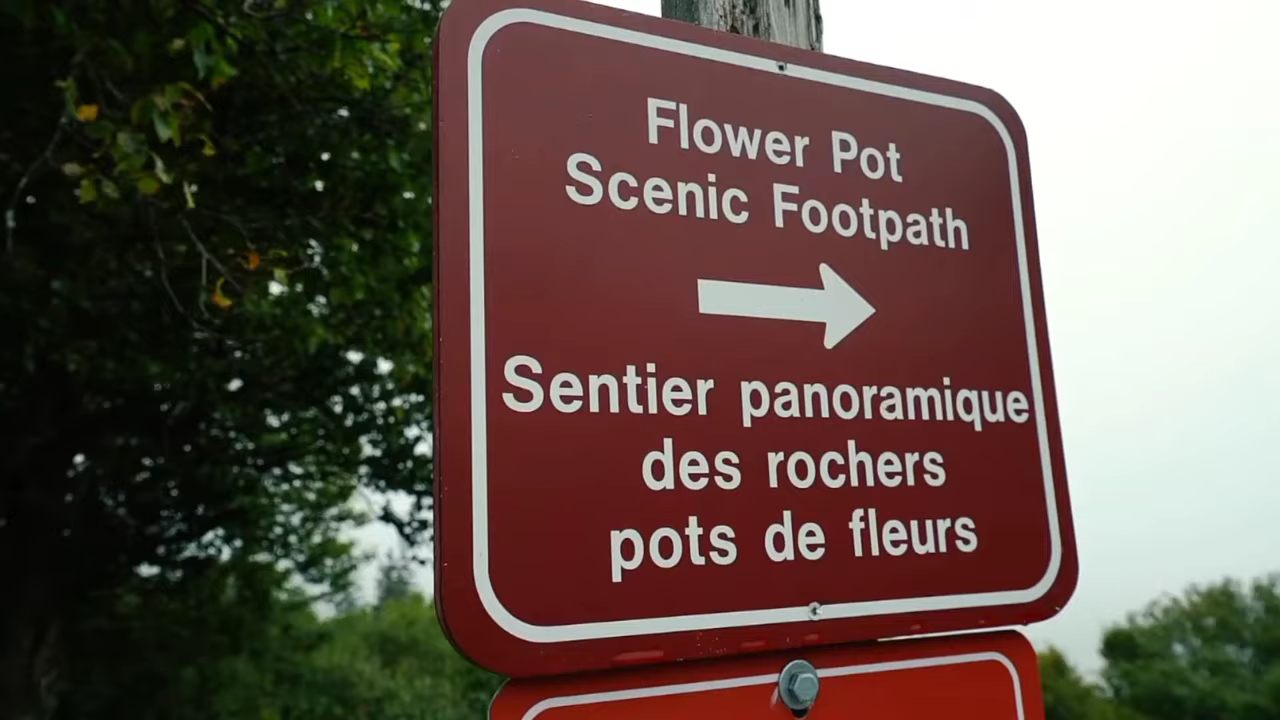 Flower Pot
Scenic Footpath
Sentier panoramique
des rochers
pots de fleurs